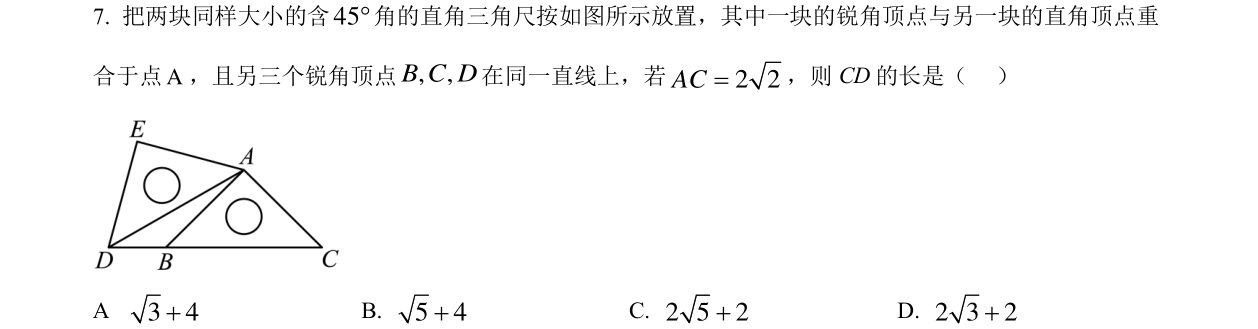 7. 把两块同样大小的含45°角的直角三角尺按如图所示放置，其中一块的锐角顶点与另一块的直角顶点重
合于点A，且另三个锐角顶点B,C,D在同一直线上，若AC=2√2，则CD的长是（ ）
E
A
D B C
A √3+4 B. √5+4 C. 2√5+2 D. 2√3+2